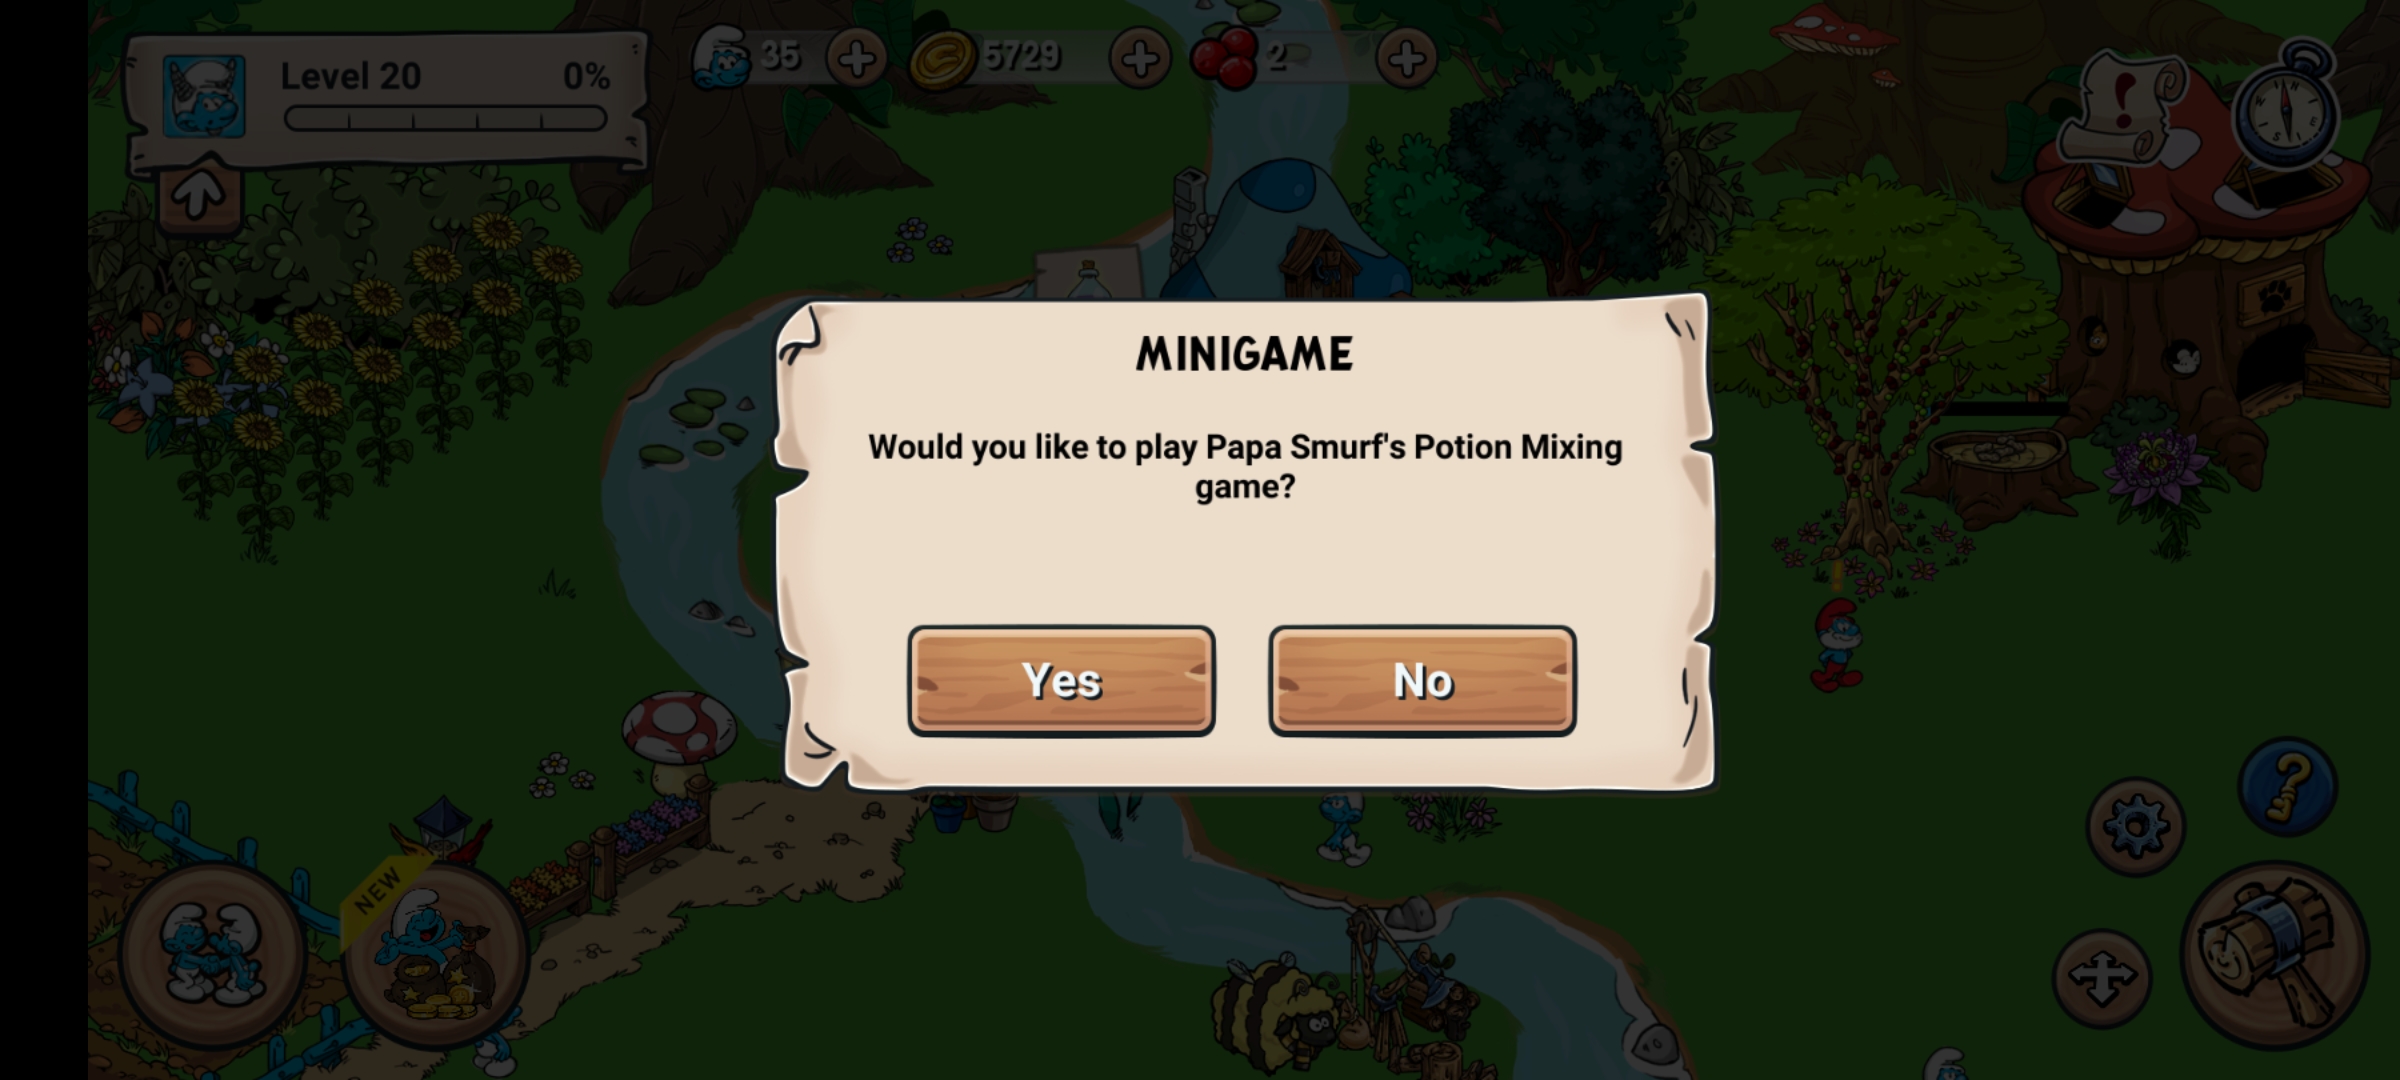 Level 20 0%
35
5729
2
MINIGAME
Would you like to play Papa Smurf's Potion Mixing
game?
Yes No
NEW